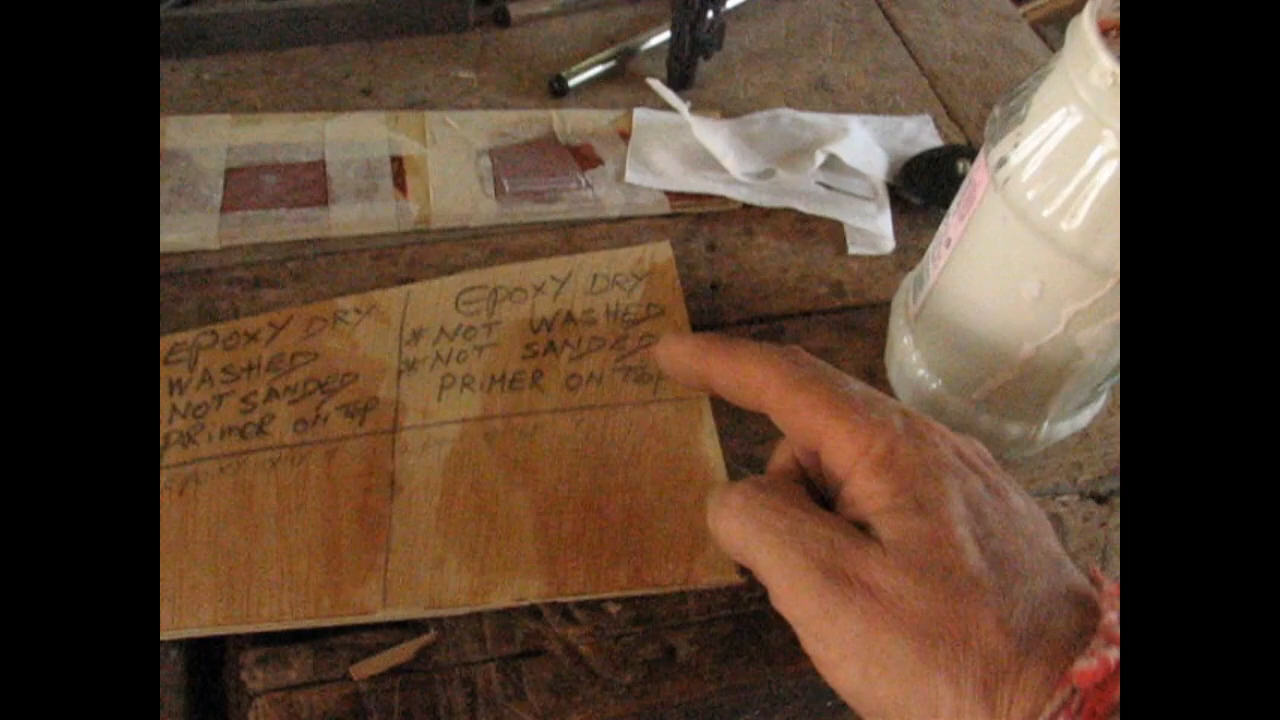 EPOXY DRY
WASHED
NOT SANDED
PRIMER ON TOP
EPOXY DRY
* NOT WASHED
* NOT SANDED
PRIMER ON TOP